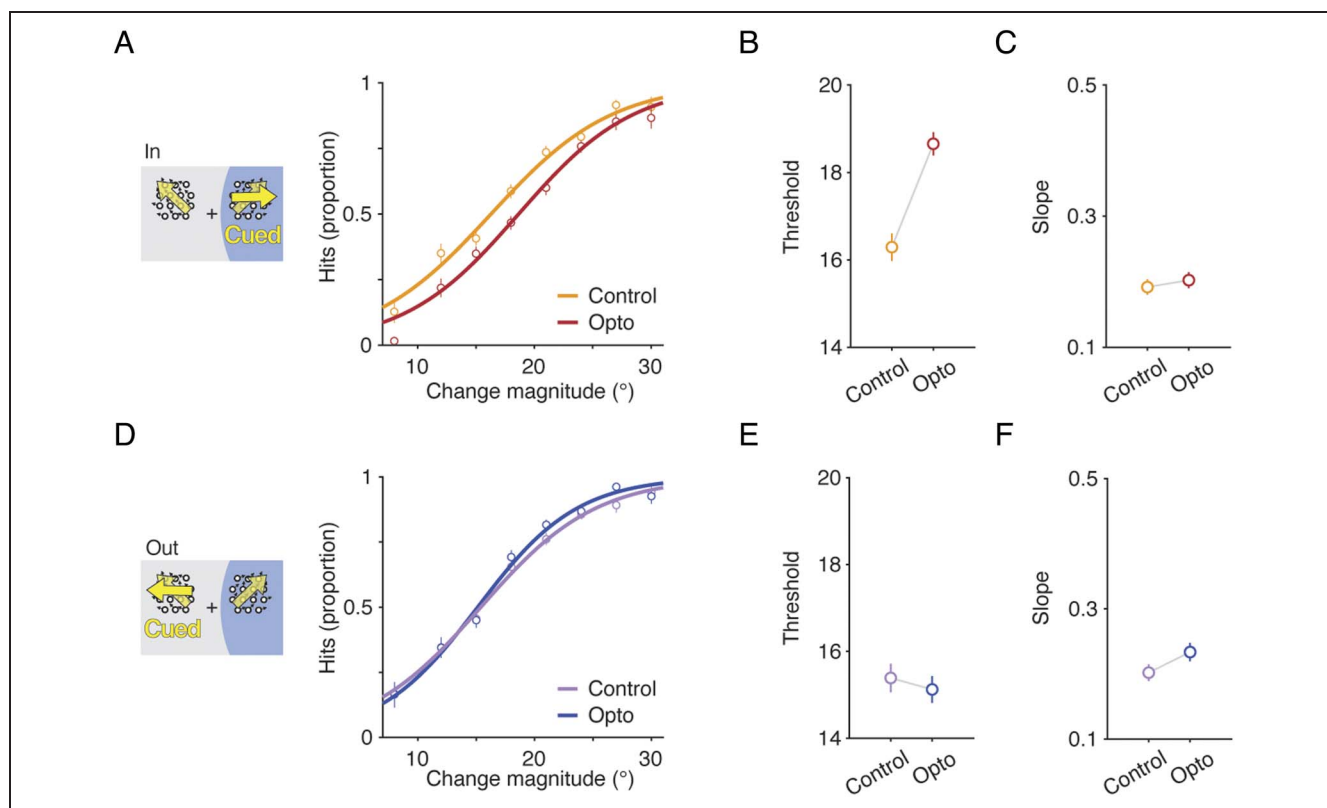 A
In
Cued
+
Hits (proportion)
1
0.5
0
10
20
30
Change magnitude (°)
Control
Opto
B
Threshold
20
18
16
14
Control
Opto
C
Slope
0.5
0.3
0.1
Control
Opto
D
Out
Cued
+
Hits (proportion)
1
0.5
0
10
20
30
Change magnitude (°)
Control
Opto
E
Threshold
20
18
16
14
Control
Opto
F
Slope
0.5
0.3
0.1
Control
Opto